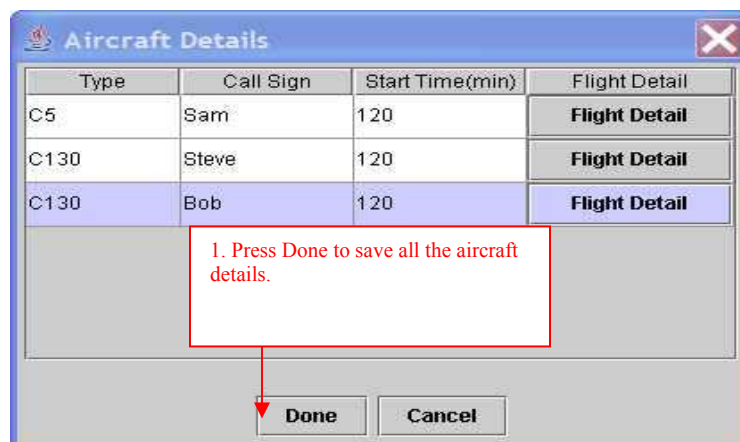 Aircraft Details
Type Call Sign Start Time(min) Flight Detail
C5 Sam 120 Flight Detail
C130 Steve 120 Flight Detail
C130 Bob 120 Flight Detail
1. Press Done to save all the aircraft
details.
Done Cancel